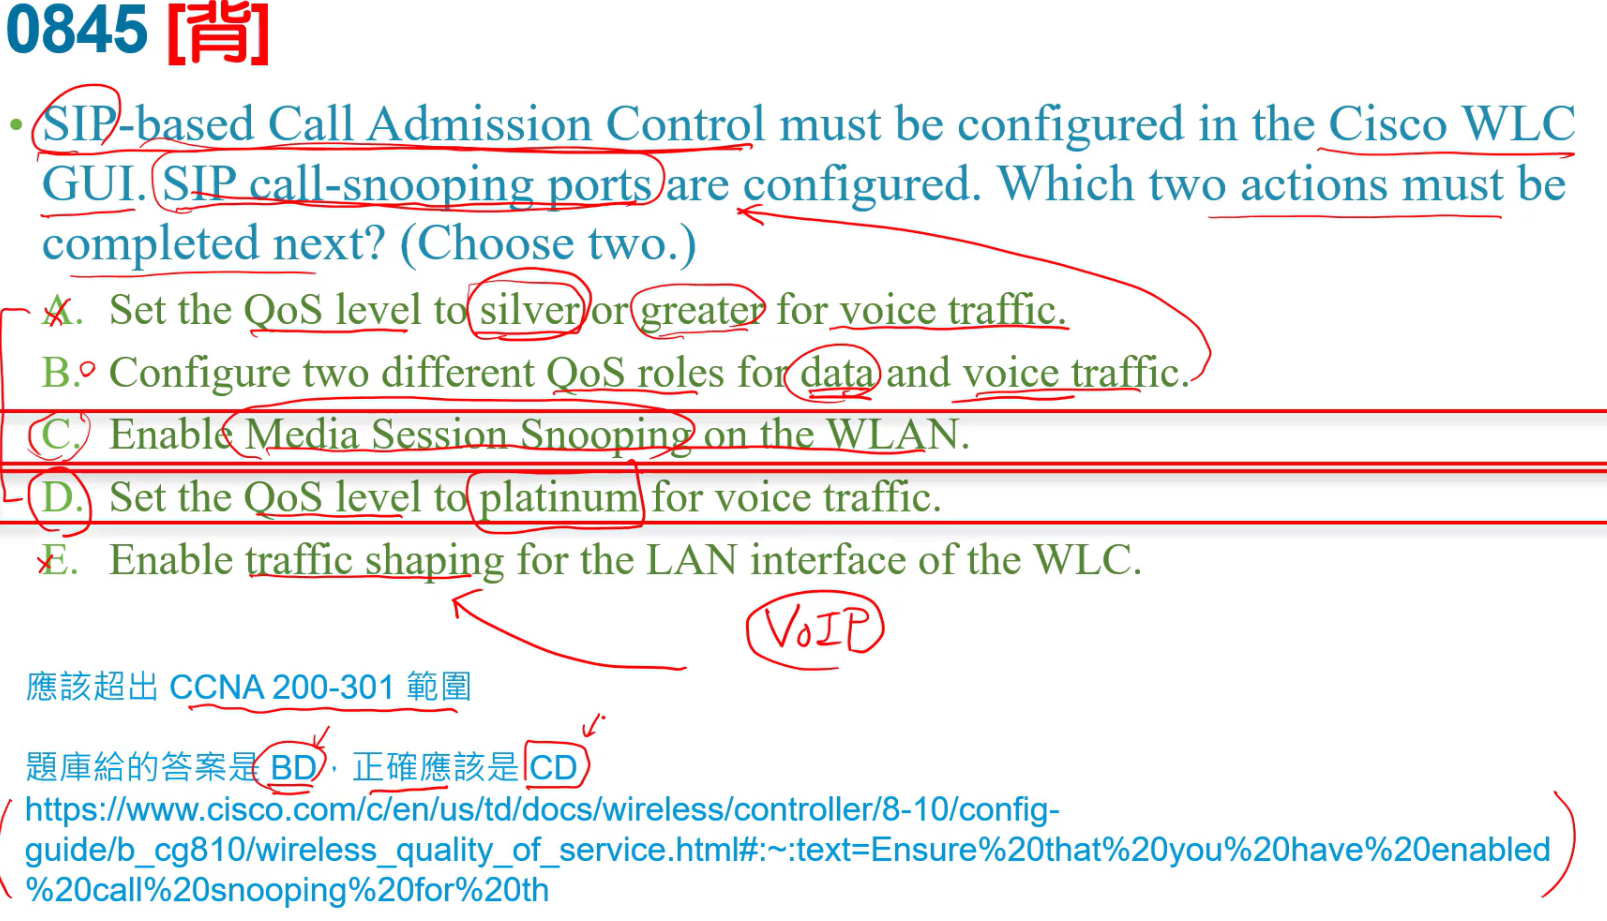 0845 [背]
• SIP-based Call Admission Control must be configured in the Cisco WLC
GUI. SIP call-snooping ports are configured. Which two actions must be
completed next? (Choose two.)
A. Set the QoS level to silver or greater for voice traffic.
B. Configure two different QoS roles for data and voice traffic.
C. Enable Media Session Snooping on the WLAN.
D. Set the QoS level to platinum for voice traffic.
E. Enable traffic shaping for the LAN interface of the WLC.
VoIP
應該超出 CCNA 200-301 範圍
題庫給的答案是 BD，正確應該是 CD
https://www.cisco.com/c/en/us/td/docs/wireless/controller/8-10/config-
guide/b_cg810/wireless_quality_of_service.html#:~:text=Ensure%20that%20you%20have%20enabled
%20call%20snooping%20for%20th